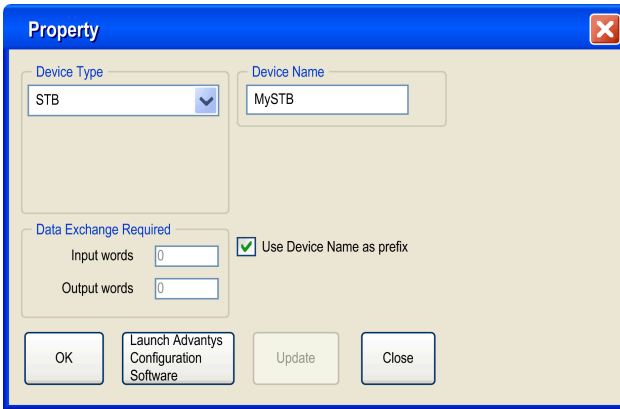 Property
Device Type
Device Name
STB
MySTB
Data Exchange Required
Input words 0
Use Device Name as prefix
Output words 0
OK
Launch Advantys
Configuration
Software
Update
Close